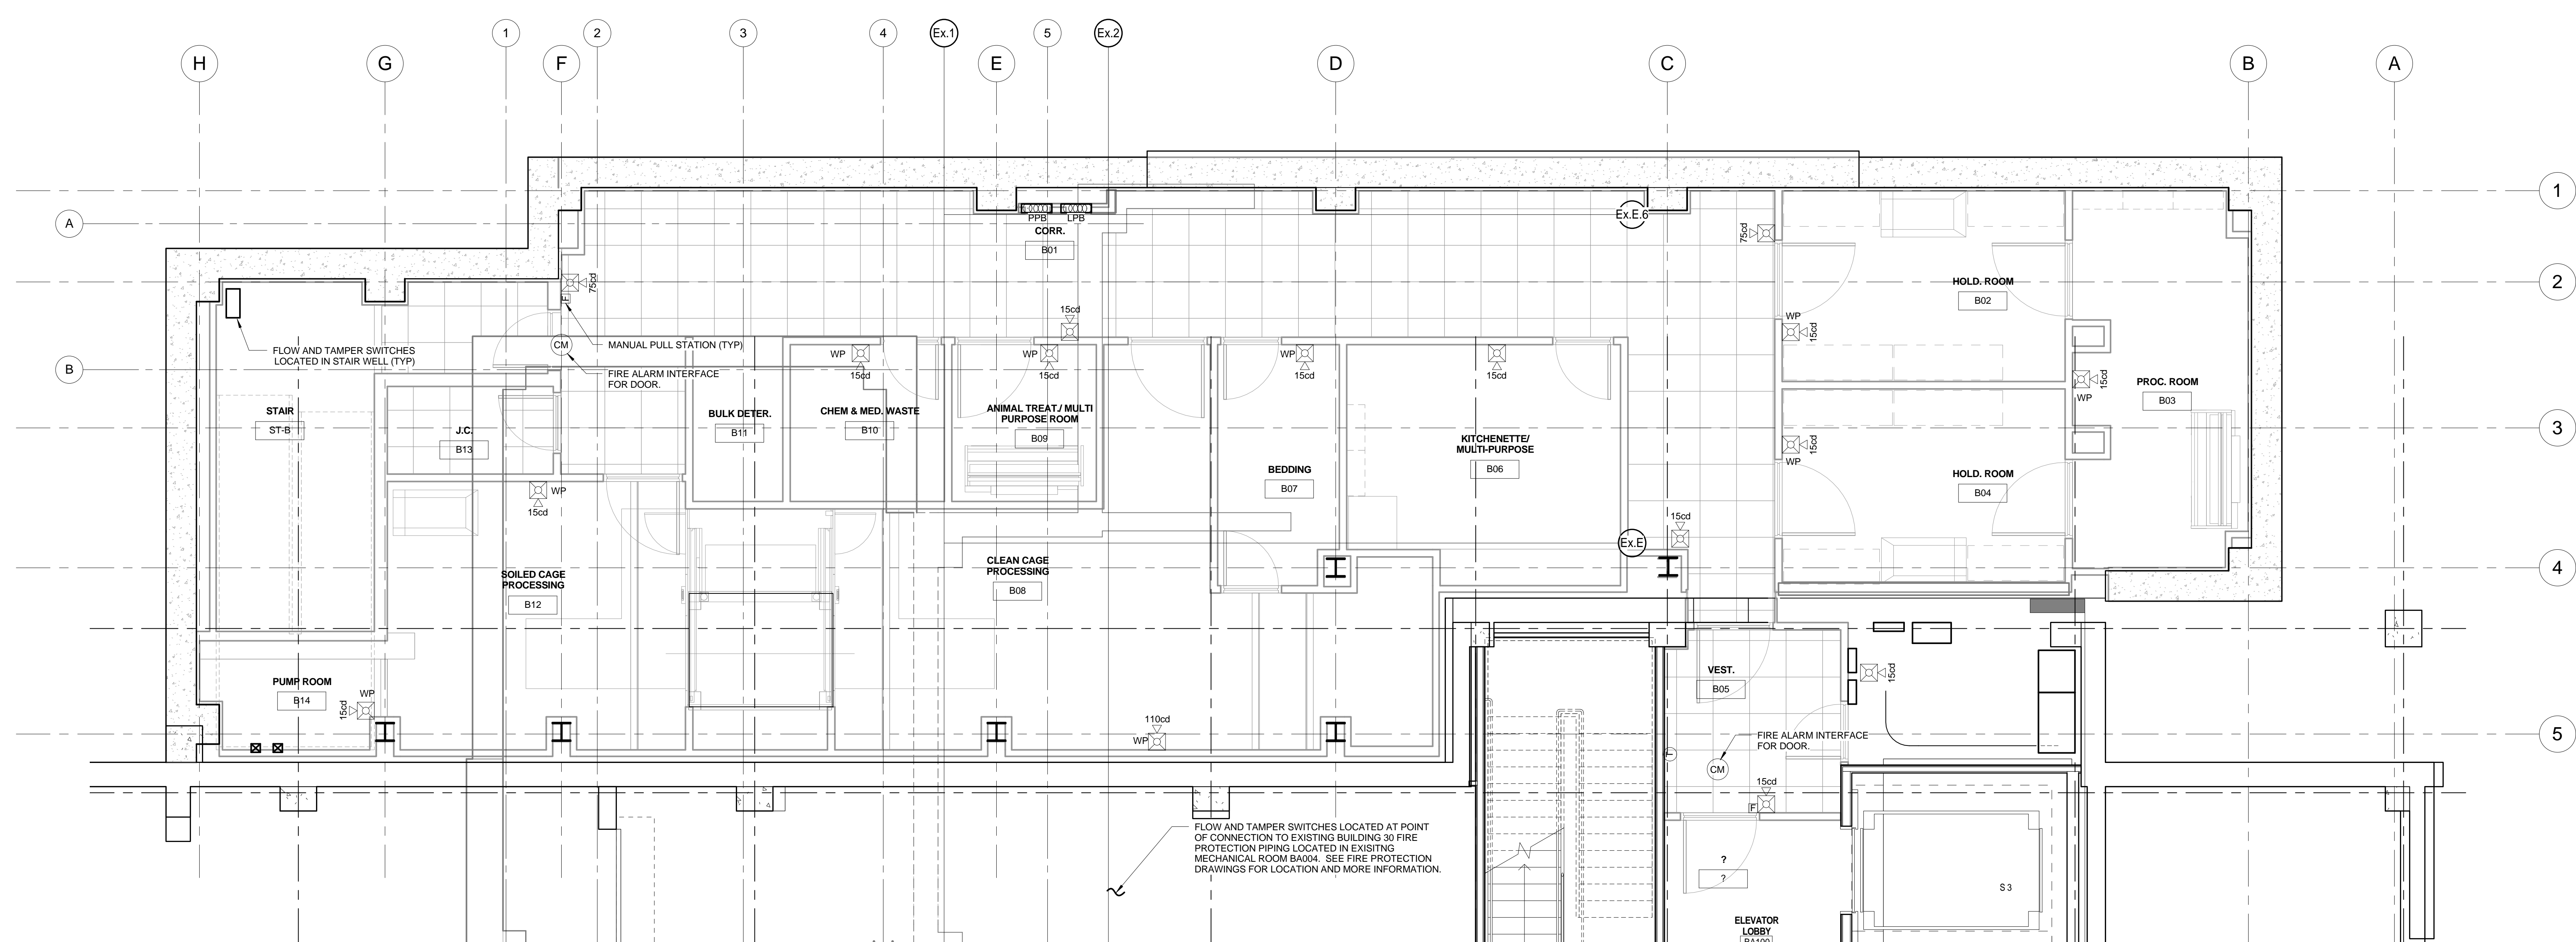 1
2
3
4
Ex.1
5
Ex.2
H
G
F
E
D
C
B
A
1
A
PPB
LPB
CORR.
B01
Ex.E.6
75cd
75cd
F
2
HOLD. ROOM
B02
15cd
WP
15cd
FLOW AND TAMPER SWITCHES
LOCATED IN STAIR WELL (TYP)
CM
MANUAL PULL STATION (TYP)
WP
15cd
WP
15cd
WP
15cd
15cd
B
FIRE ALARM INTERFACE
FOR DOOR.
15cd
WP
PROC. ROOM
B03
STAIR
ST-B
J.C.
B13
BULK DETER.
B11
CHEM & MED. WASTE
B10
ANIMAL TREAT./ MULTI
PURPOSE ROOM
B09
KITCHENETTE/
MULTI-PURPOSE
B06
BEDDING
B07
15cd
WP
3
HOLD. ROOM
B04
WP
15cd
15cd
Ex.E
4
SOILED CAGE
PROCESSING
B12
CLEAN CAGE
PROCESSING
B08
PUMP ROOM
B14
WP
15cd
VEST.
B05
15cd
110cd
WP
5
T
FIRE ALARM INTERFACE
FOR DOOR.
CM
15cd
F
FLOW AND TAMPER SWITCHES LOCATED AT POINT
OF CONNECTION TO EXISTING BUILDING 30 FIRE
PROTECTION PIPING LOCATED IN EXISITNG
MECHANICAL ROOM BA004. SEE FIRE PROTECTION
DRAWINGS FOR LOCATION AND MORE INFORMATION.
?
?
S 3
ELEVATOR
LOBBY
BA100